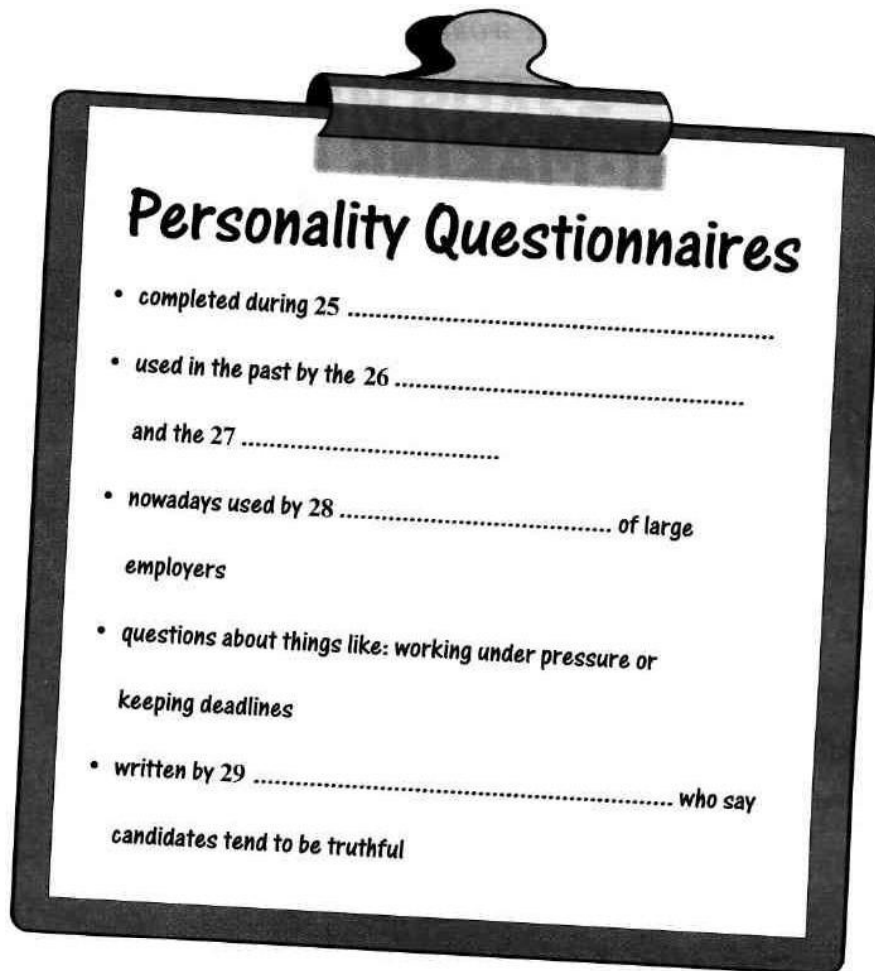 Personality Questionnaires
• completed during 25 ........................................................................
• used in the past by the 26 ............................................................
and the 27 ............................................
• nowadays used by 28 .............................................. of large
employers
• questions about things like: working under pressure or
keeping deadlines
• written by 29 ........................................................................ who say
candidates tend to be truthful